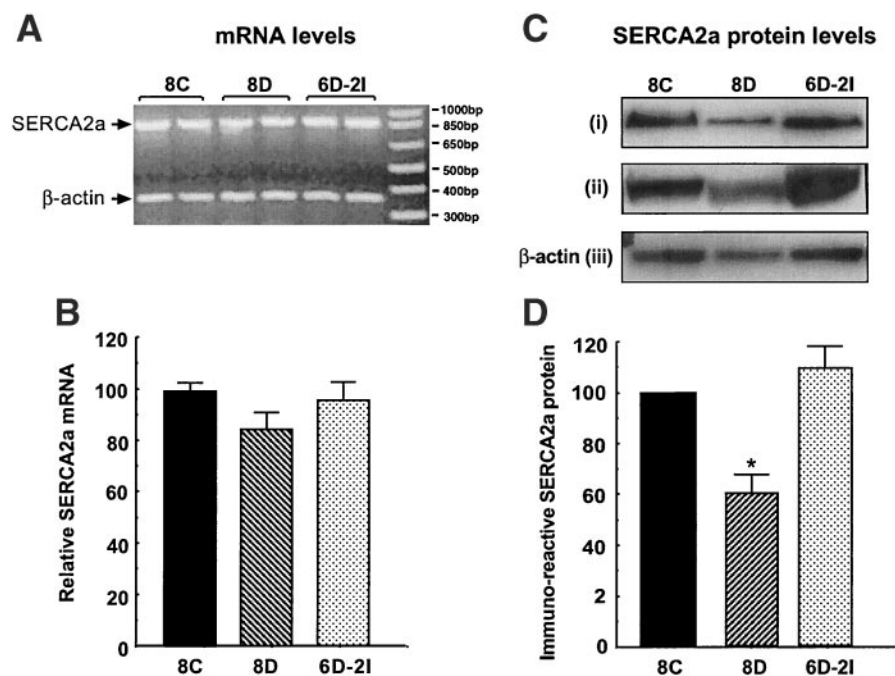 A
mRNA levels
8C 8D 6D-2I
SERCA2a
β-actin
1000bp
850bp
650bp
500bp
400bp
300bp
B
Relative SERCA2a mRNA
120
100
80
60
40
20
0
8C 8D 6D-2I
C
SERCA2a protein levels
8C 8D 6D-2I
(i)
(ii)
β-actin (iii)
D
Immuno-reactive SERCA2a protein
120
100
80
60
40
2
0
*
8C 8D 6D-2I